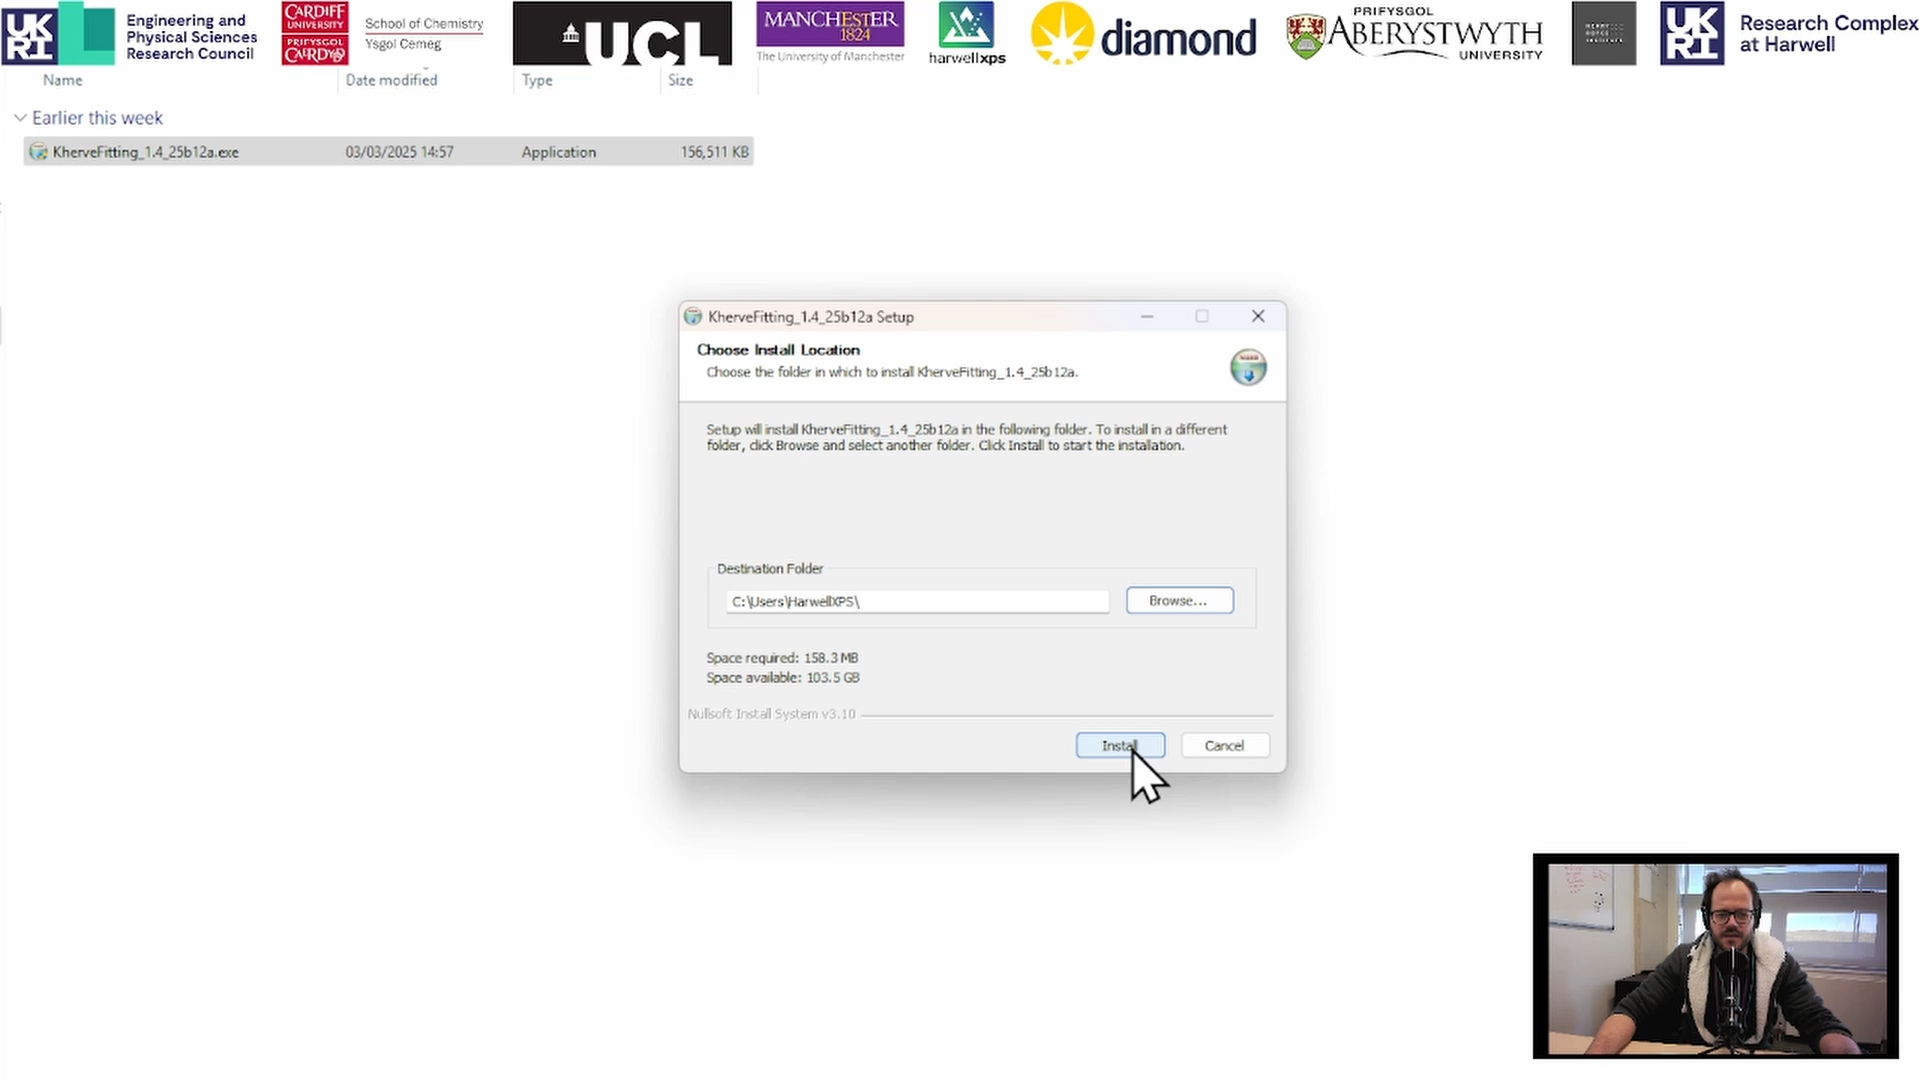 UK
RI
Engineering and
Physical Sciences
Research Council
CARDIFF
UNIVERSITY
PRIFYSGOL
CAERDYDD
School of Chemistry
Ysgol Cemeg
UCL
MANCHESTER
1824
The University of Manchester
harwellxps
diamond
PRIFYSGOL
ABERYSTWYTH
UNIVERSITY
UK
RI
Research Complex
at Harwell
Name Date modified Type Size
Earlier this week
KherveFitting_1.4_25b12a.exe 03/03/2025 14:57 Application 156,511 KB
KherveFitting_1.4_25b12a Setup
Choose Install Location
Choose the folder in which to install KherveFitting_1.4_25b12a.
Setup will install KherveFitting_1.4_25b12a in the following folder. To install in a different
folder, click Browse and select another folder. Click Install to start the installation.
Destination Folder
C:\Users\HarwellXPS\
Browse...
Space required: 158.3 MB
Space available: 103.5 GB
Nullsoft Install System v3.10
Install Cancel